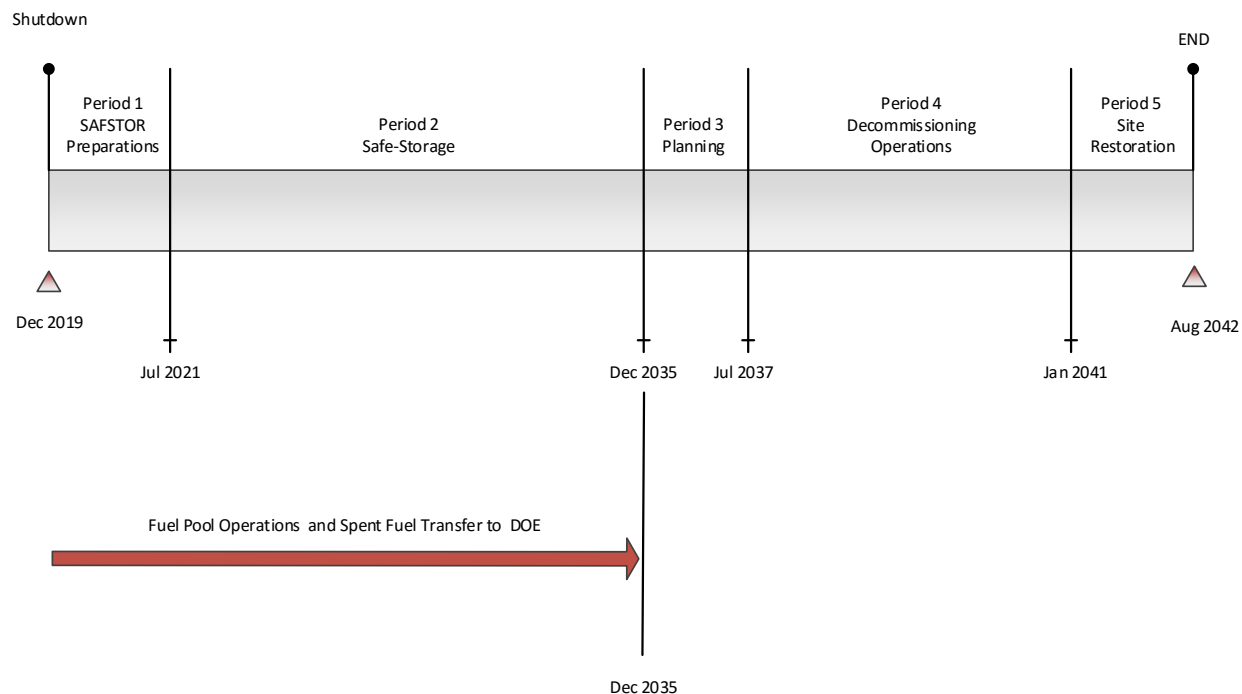 Shutdown
END
Period 1
SAFSTOR
Preparations
Period 2
Safe-Storage
Period 3
Planning
Period 4
Decommissioning
Operations
Period 5
Site
Restoration
Dec 2019
Aug 2042
Jul 2021
Dec 2035
Jul 2037
Jan 2041
Fuel Pool Operations and Spent Fuel Transfer to DOE
Dec 2035